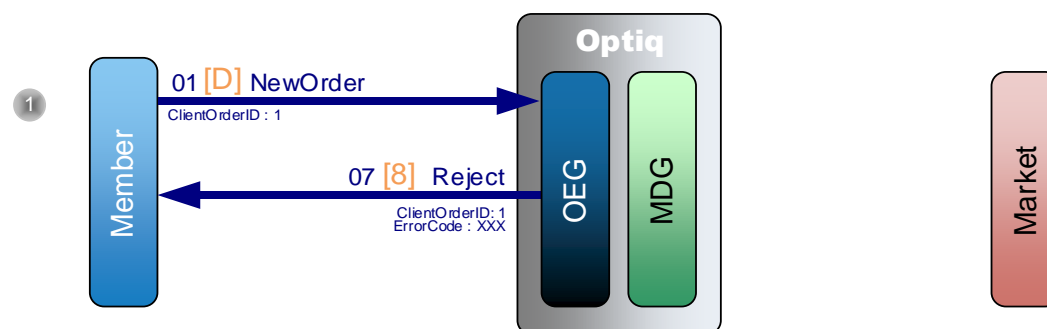 Optiq
1
01 [D] NewOrder
ClientOrderID : 1
Member
07 [8] Reject
ClientOrderID: 1
ErrorCode : XXX
OEG
MDG
Market